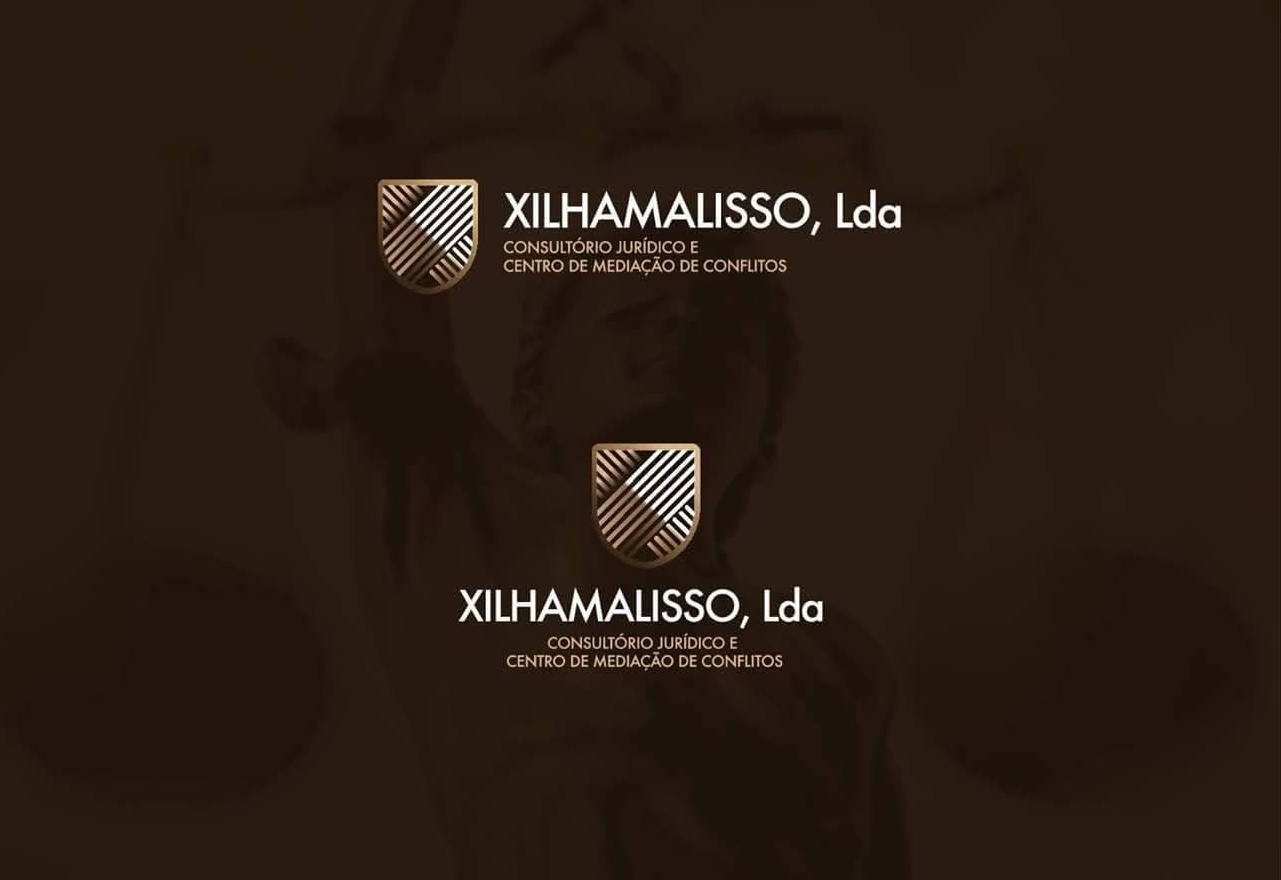 XILHAMALISSO, Lda
CONSULTÓRIO JURÍDICO E
CENTRO DE MEDIAÇÃO DE CONFLITOS
XILHAMALISSO, Lda
CONSULTÓRIO JURÍDICO E
CENTRO DE MEDIAÇÃO DE CONFLITOS